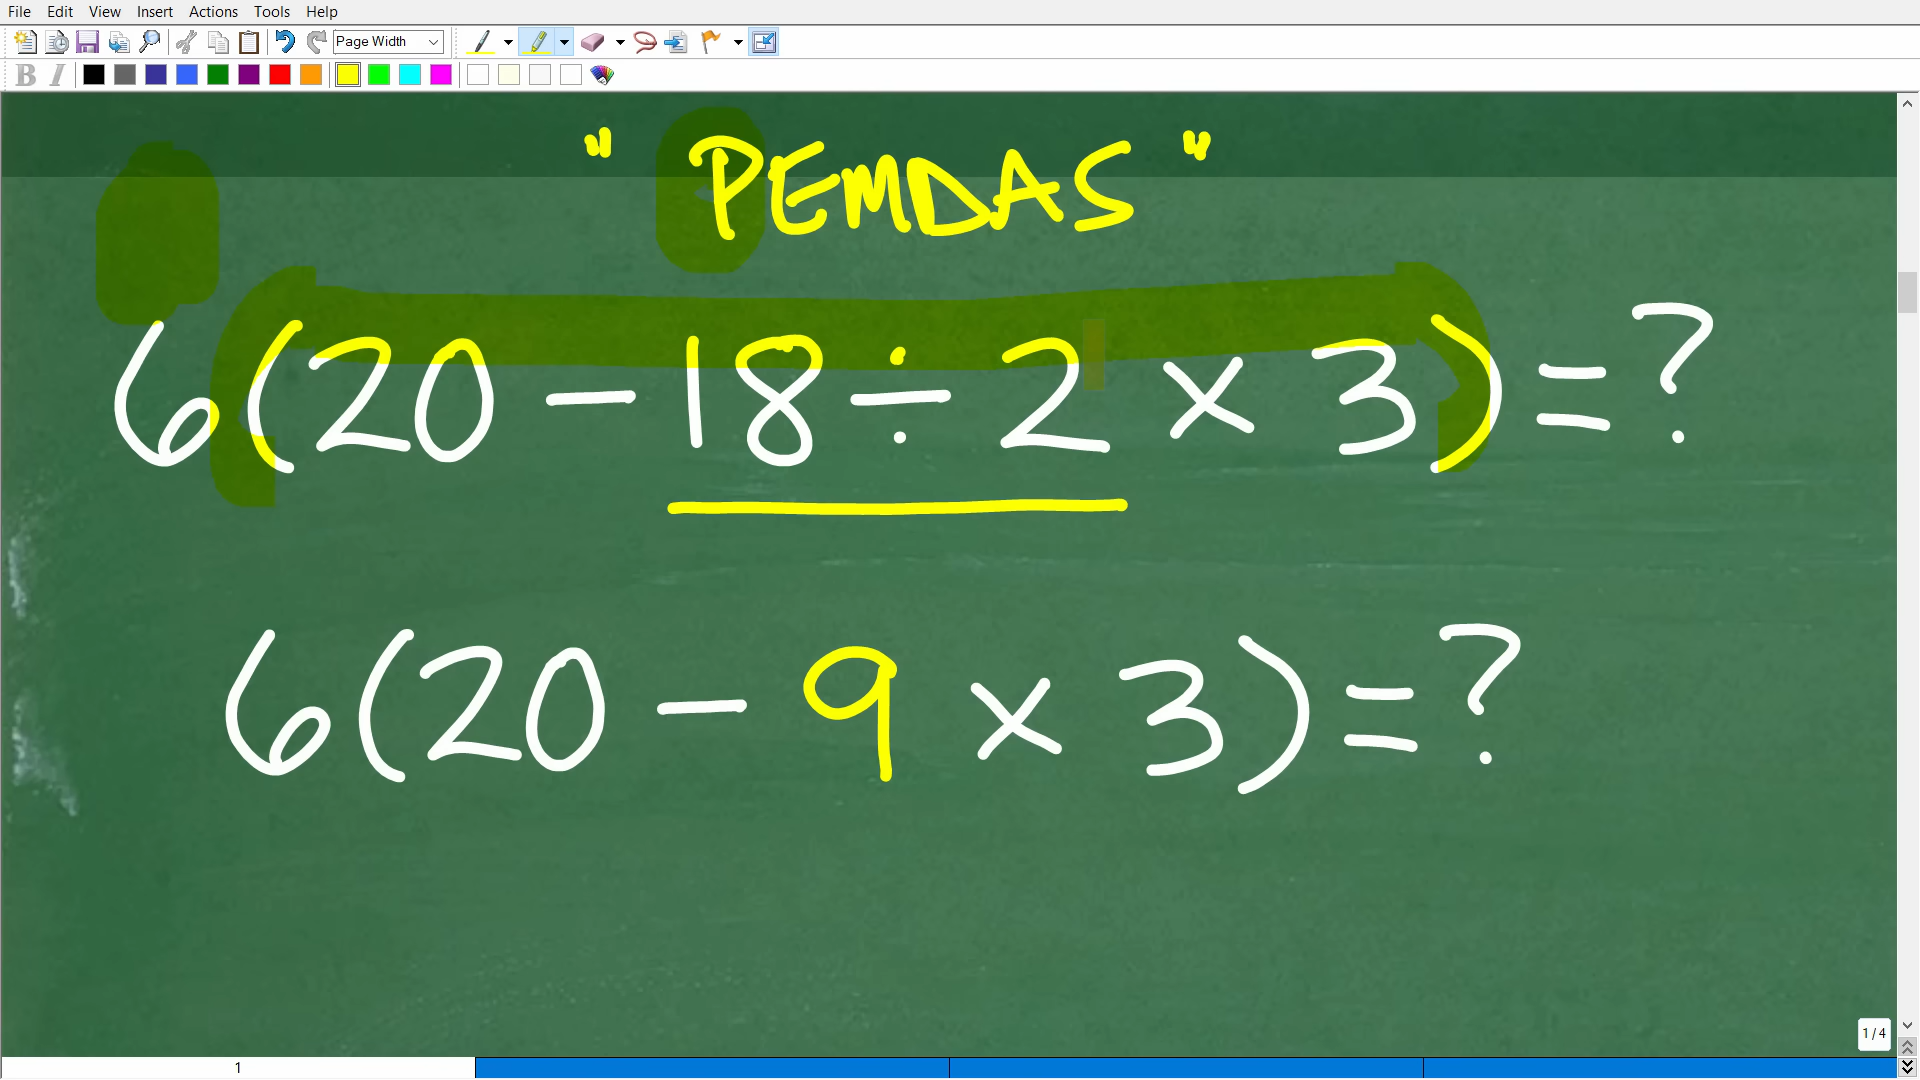 File Edit View Insert Actions Tools Help
Page Width
B I
" PEMDAS "
6(20 − 18 ÷ 2 × 3) = ?
6(20 − 9 × 3) = ?
1 / 4
1